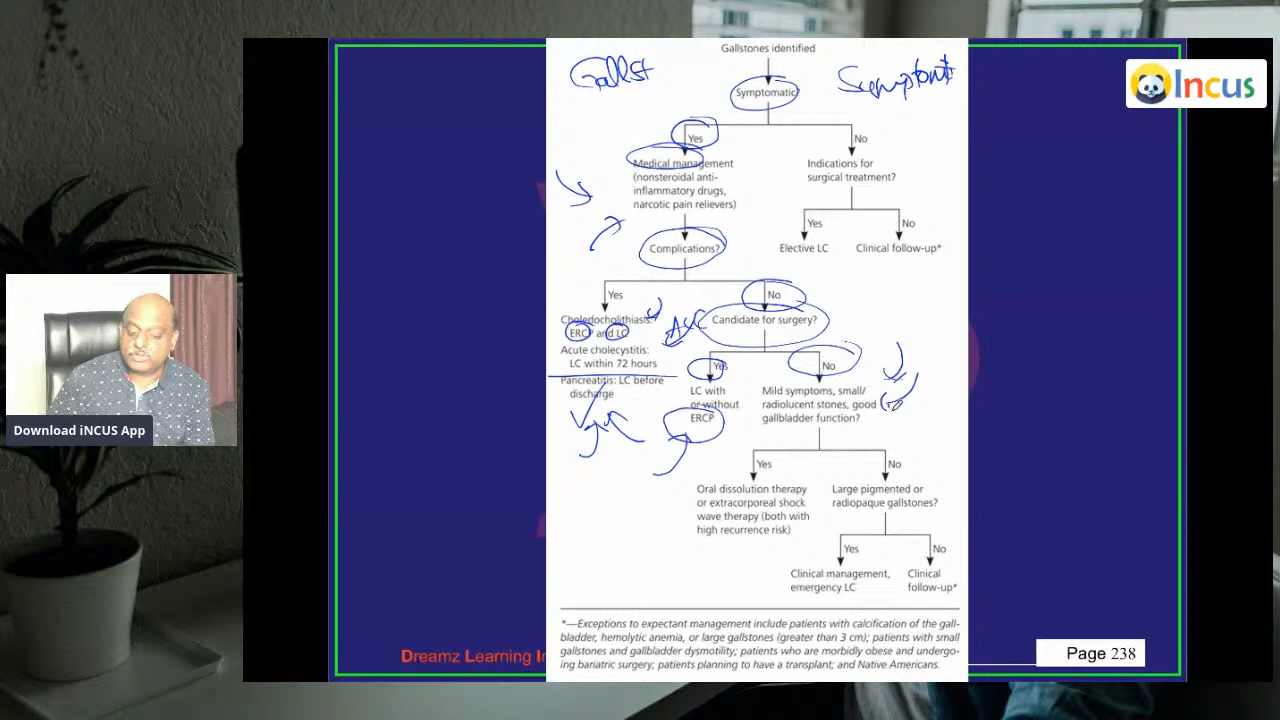 Gallstones identified
Gallst
Symptomatic
Yes
No
Medical management
(nonsteroidal anti-
inflammatory drugs,
narcotic pain relievers)
Indications for
surgical treatment?
Yes
No
Elective LC
Clinical follow-up*
Complications?
Yes
No
Choledocholithiasis:
ERCP and LC
Acute cholecystitis:
LC within 72 hours
Pancreatitis: LC before
discharge
Candidate for surgery?
Yes
No
LC with
or without
ERCP
Mild symptoms, small/
radiolucent stones, good
gallbladder function?
Yes
No
Oral dissolution therapy
or extracorporeal shock
wave therapy (both with
high recurrence risk)
Large pigmented or
radiopaque gallstones?
Yes
No
Clinical management,
emergency LC
Clinical
follow-up*
*—Exceptions to expectant management include patients with calcification of the gall-
bladder, hemolytic anemia, or large gallstones (greater than 3 cm); patients with small
gallstones and gallbladder dysmotility; patients who are morbidly obese and undergo-
ing bariatric surgery; patients planning to have a transplant; and Native Americans.
Incus
Download iNCUS App
Dreamz Learning In
Page 238